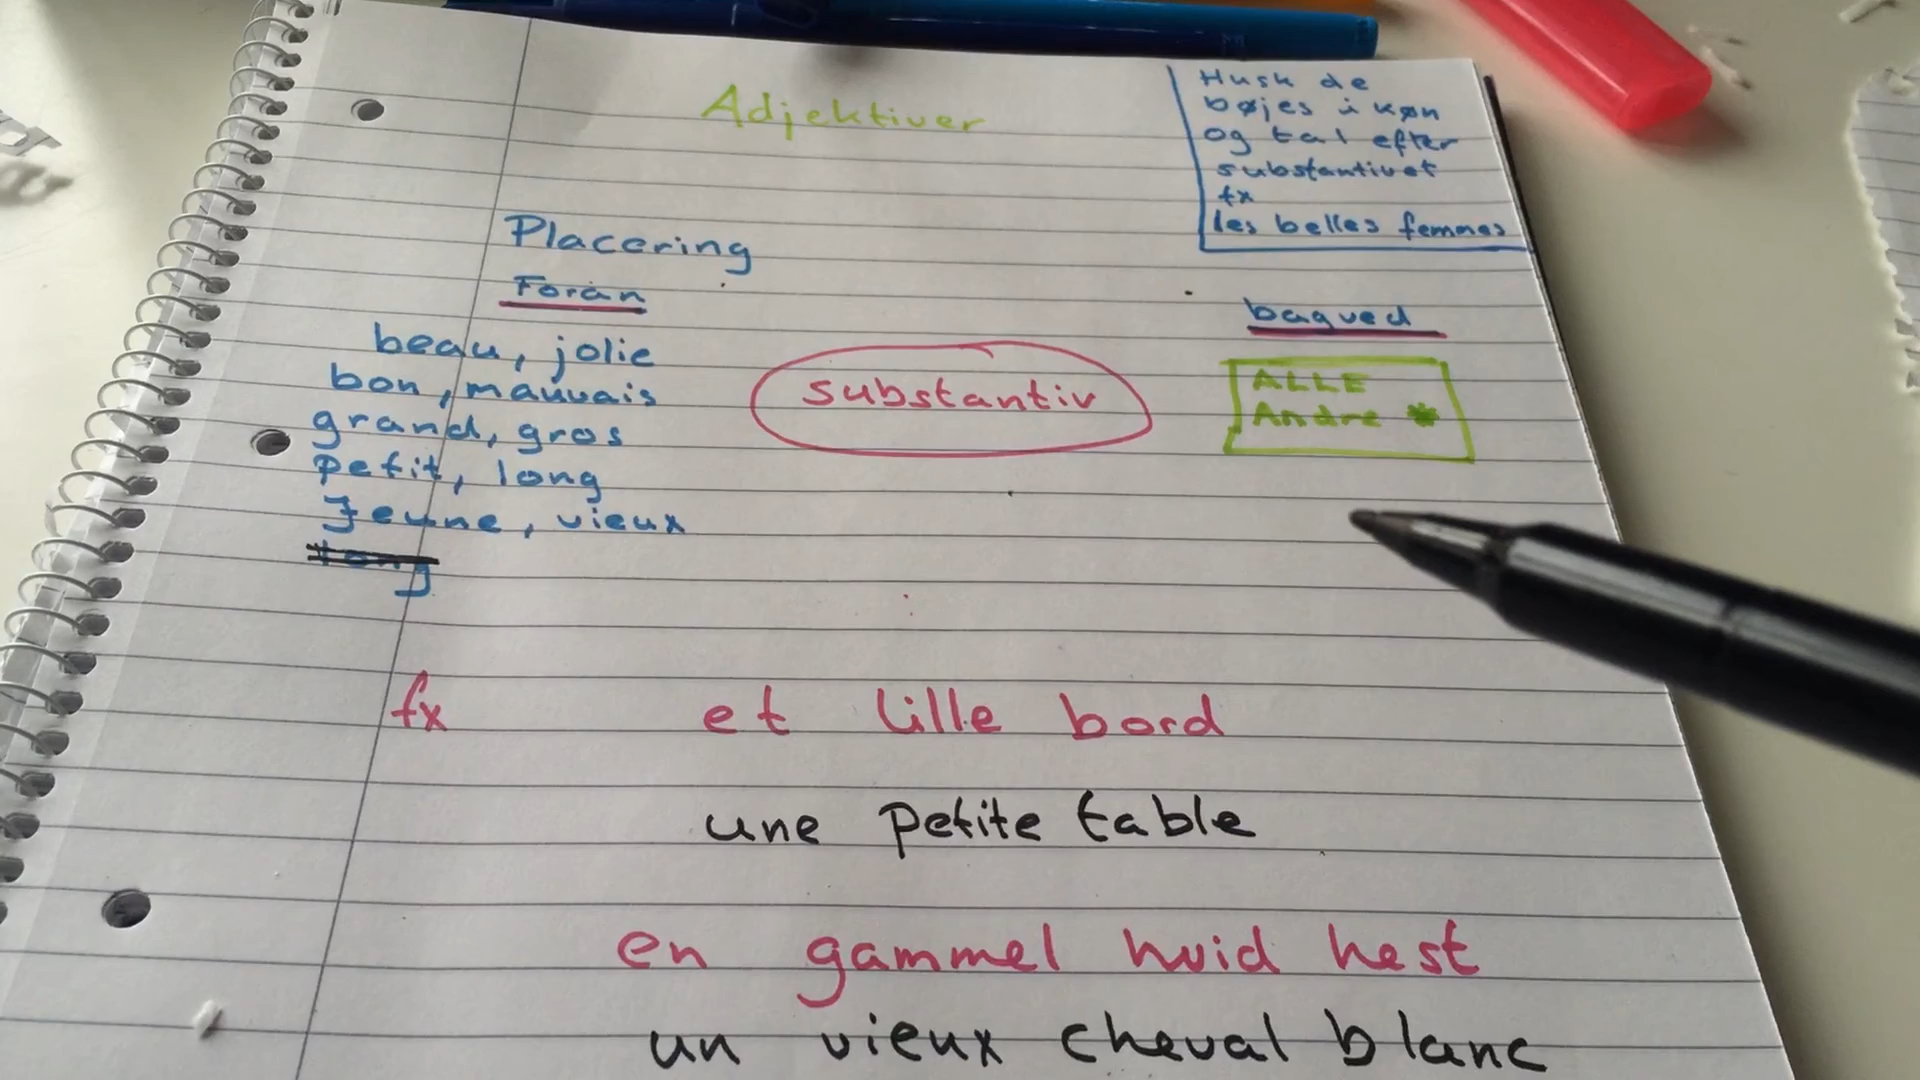 Adjektiver
Husk de
bøjes i køn
og tal efter
substantivet
fx
les belles femmes
Placering
Foran
beau, jolie
bon, mauvais
grand, gros
petit, long
Jeune, vieux
substantiv
bagved
ALLE
Andre *
fx et lille bord
une petite table
en gammel hvid hest
un vieux cheval blanc